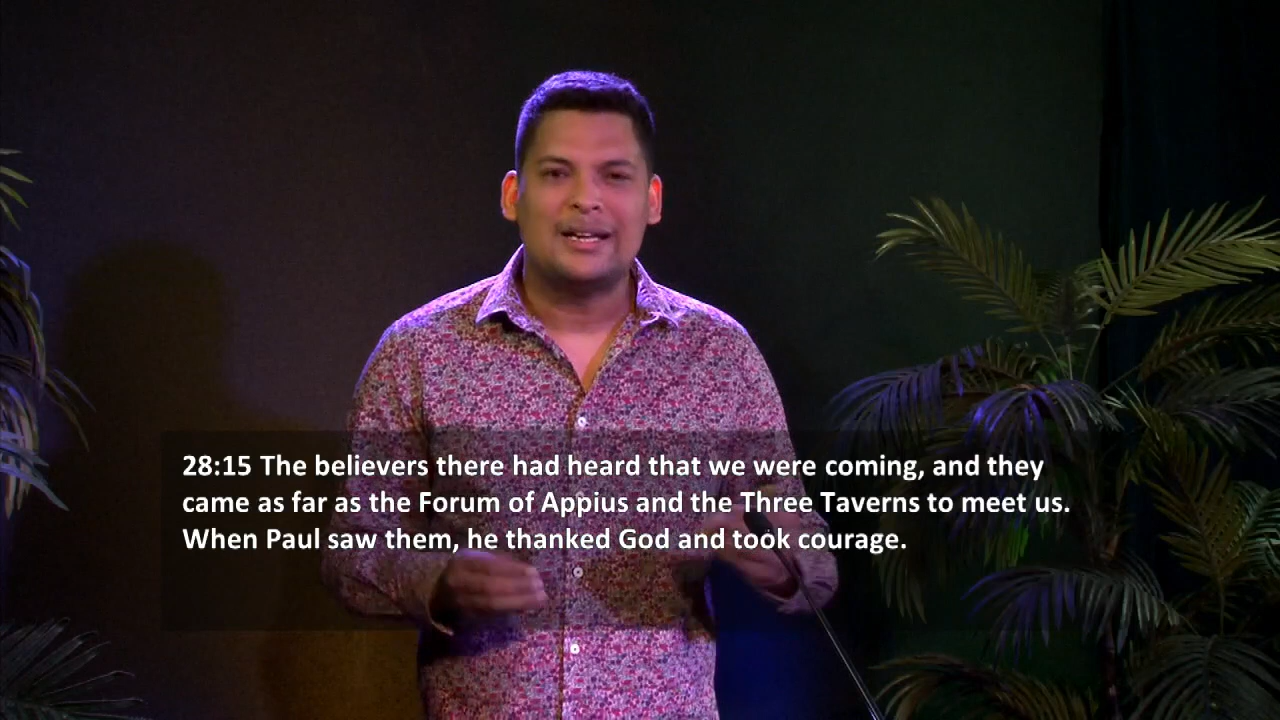 28:15 The believers there had heard that we were coming, and they
came as far as the Forum of Appius and the Three Taverns to meet us.
When Paul saw them, he thanked God and took courage.